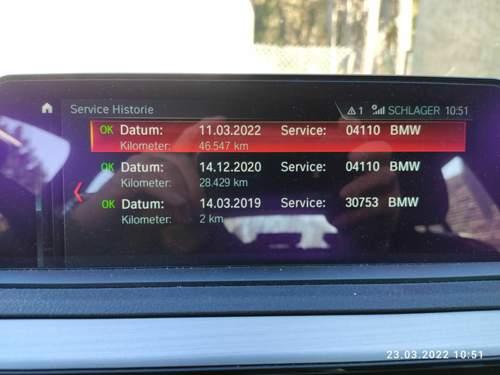 Service Historie 1 SCHLAGER 10:51
OK Datum: 11.03.2022 Service: 04110 BMW
Kilometer: 46.547 km
OK Datum: 14.12.2020 Service: 04110 BMW
Kilometer: 28.429 km
OK Datum: 14.03.2019 Service: 30753 BMW
Kilometer: 2 km
23.03.2022 10:51